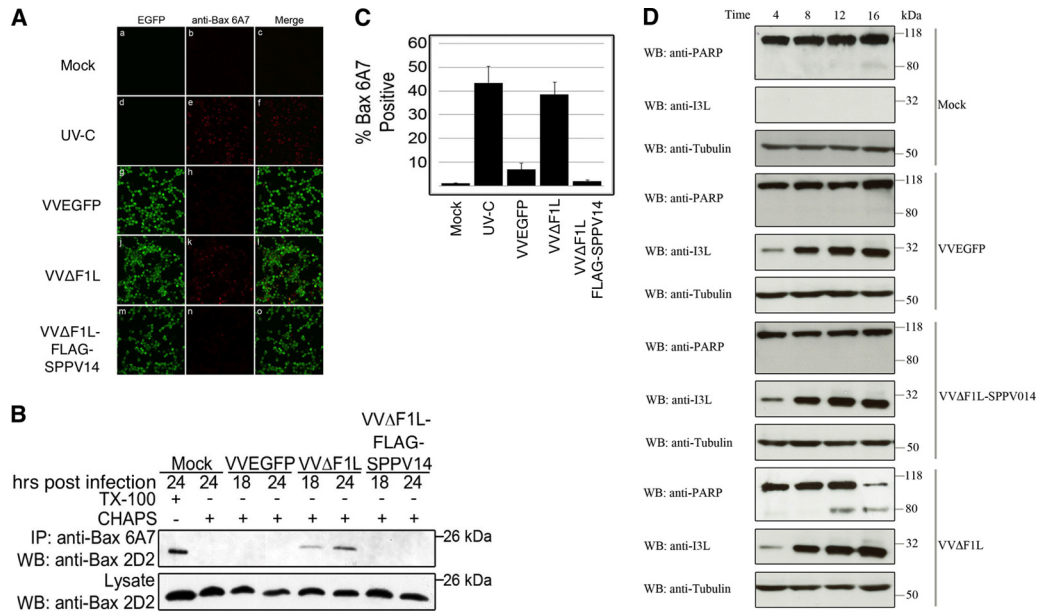 A
EGFP anti-Bax 6A7 Merge
a b c
Mock
d e f
UV-C
g h i
VVEGFP
j k l
VVΔF1L
m n o
VVΔF1L-
FLAG-
SPPV14
B
VVΔF1L-
FLAG-
Mock VVEGFP VVΔF1L SPPV14
hrs post infection 24 24 18 24 18 24 18 24
TX-100 + - - - - - - -
CHAPS - + + + + + + +
IP: anti-Bax 6A7
WB: anti-Bax 2D2
26 kDa
Lysate
WB: anti-Bax 2D2
26 kDa
C
% Bax 6A7
Positive
60
50
40
30
20
10
Mock
UV-C
VVEGFP
VVΔF1L
VVΔF1L
FLAG-SPPV14
D
Time 4 8 12 16 kDa
WB: anti-PARP
118
80
WB: anti-I3L
32
Mock
WB: anti-Tubulin
50
WB: anti-PARP
118
80
WB: anti-I3L
32
VVEGFP
WB: anti-Tubulin
50
WB: anti-PARP
118
80
WB: anti-I3L
32
VVΔF1L-SPPV014
WB: anti-Tubulin
50
WB: anti-PARP
118
80
WB: anti-I3L
32
VVΔF1L
WB: anti-Tubulin
50